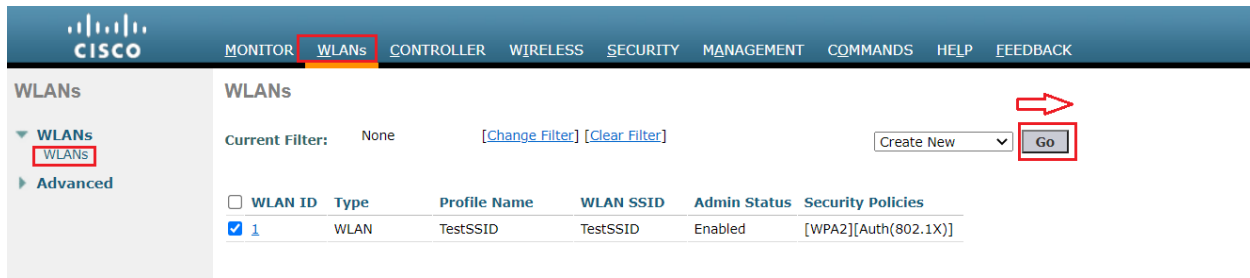 CISCO
MONITOR WLANs CONTROLLER WIRELESS SECURITY MANAGEMENT COMMANDS HELP FEEDBACK
WLANs
WLANs
WLANs
Advanced
WLANs
Current Filter: None [Change Filter] [Clear Filter] Create New Go
WLAN ID Type Profile Name WLAN SSID Admin Status Security Policies
1 WLAN TestSSID TestSSID Enabled [WPA2][Auth(802.1X)]